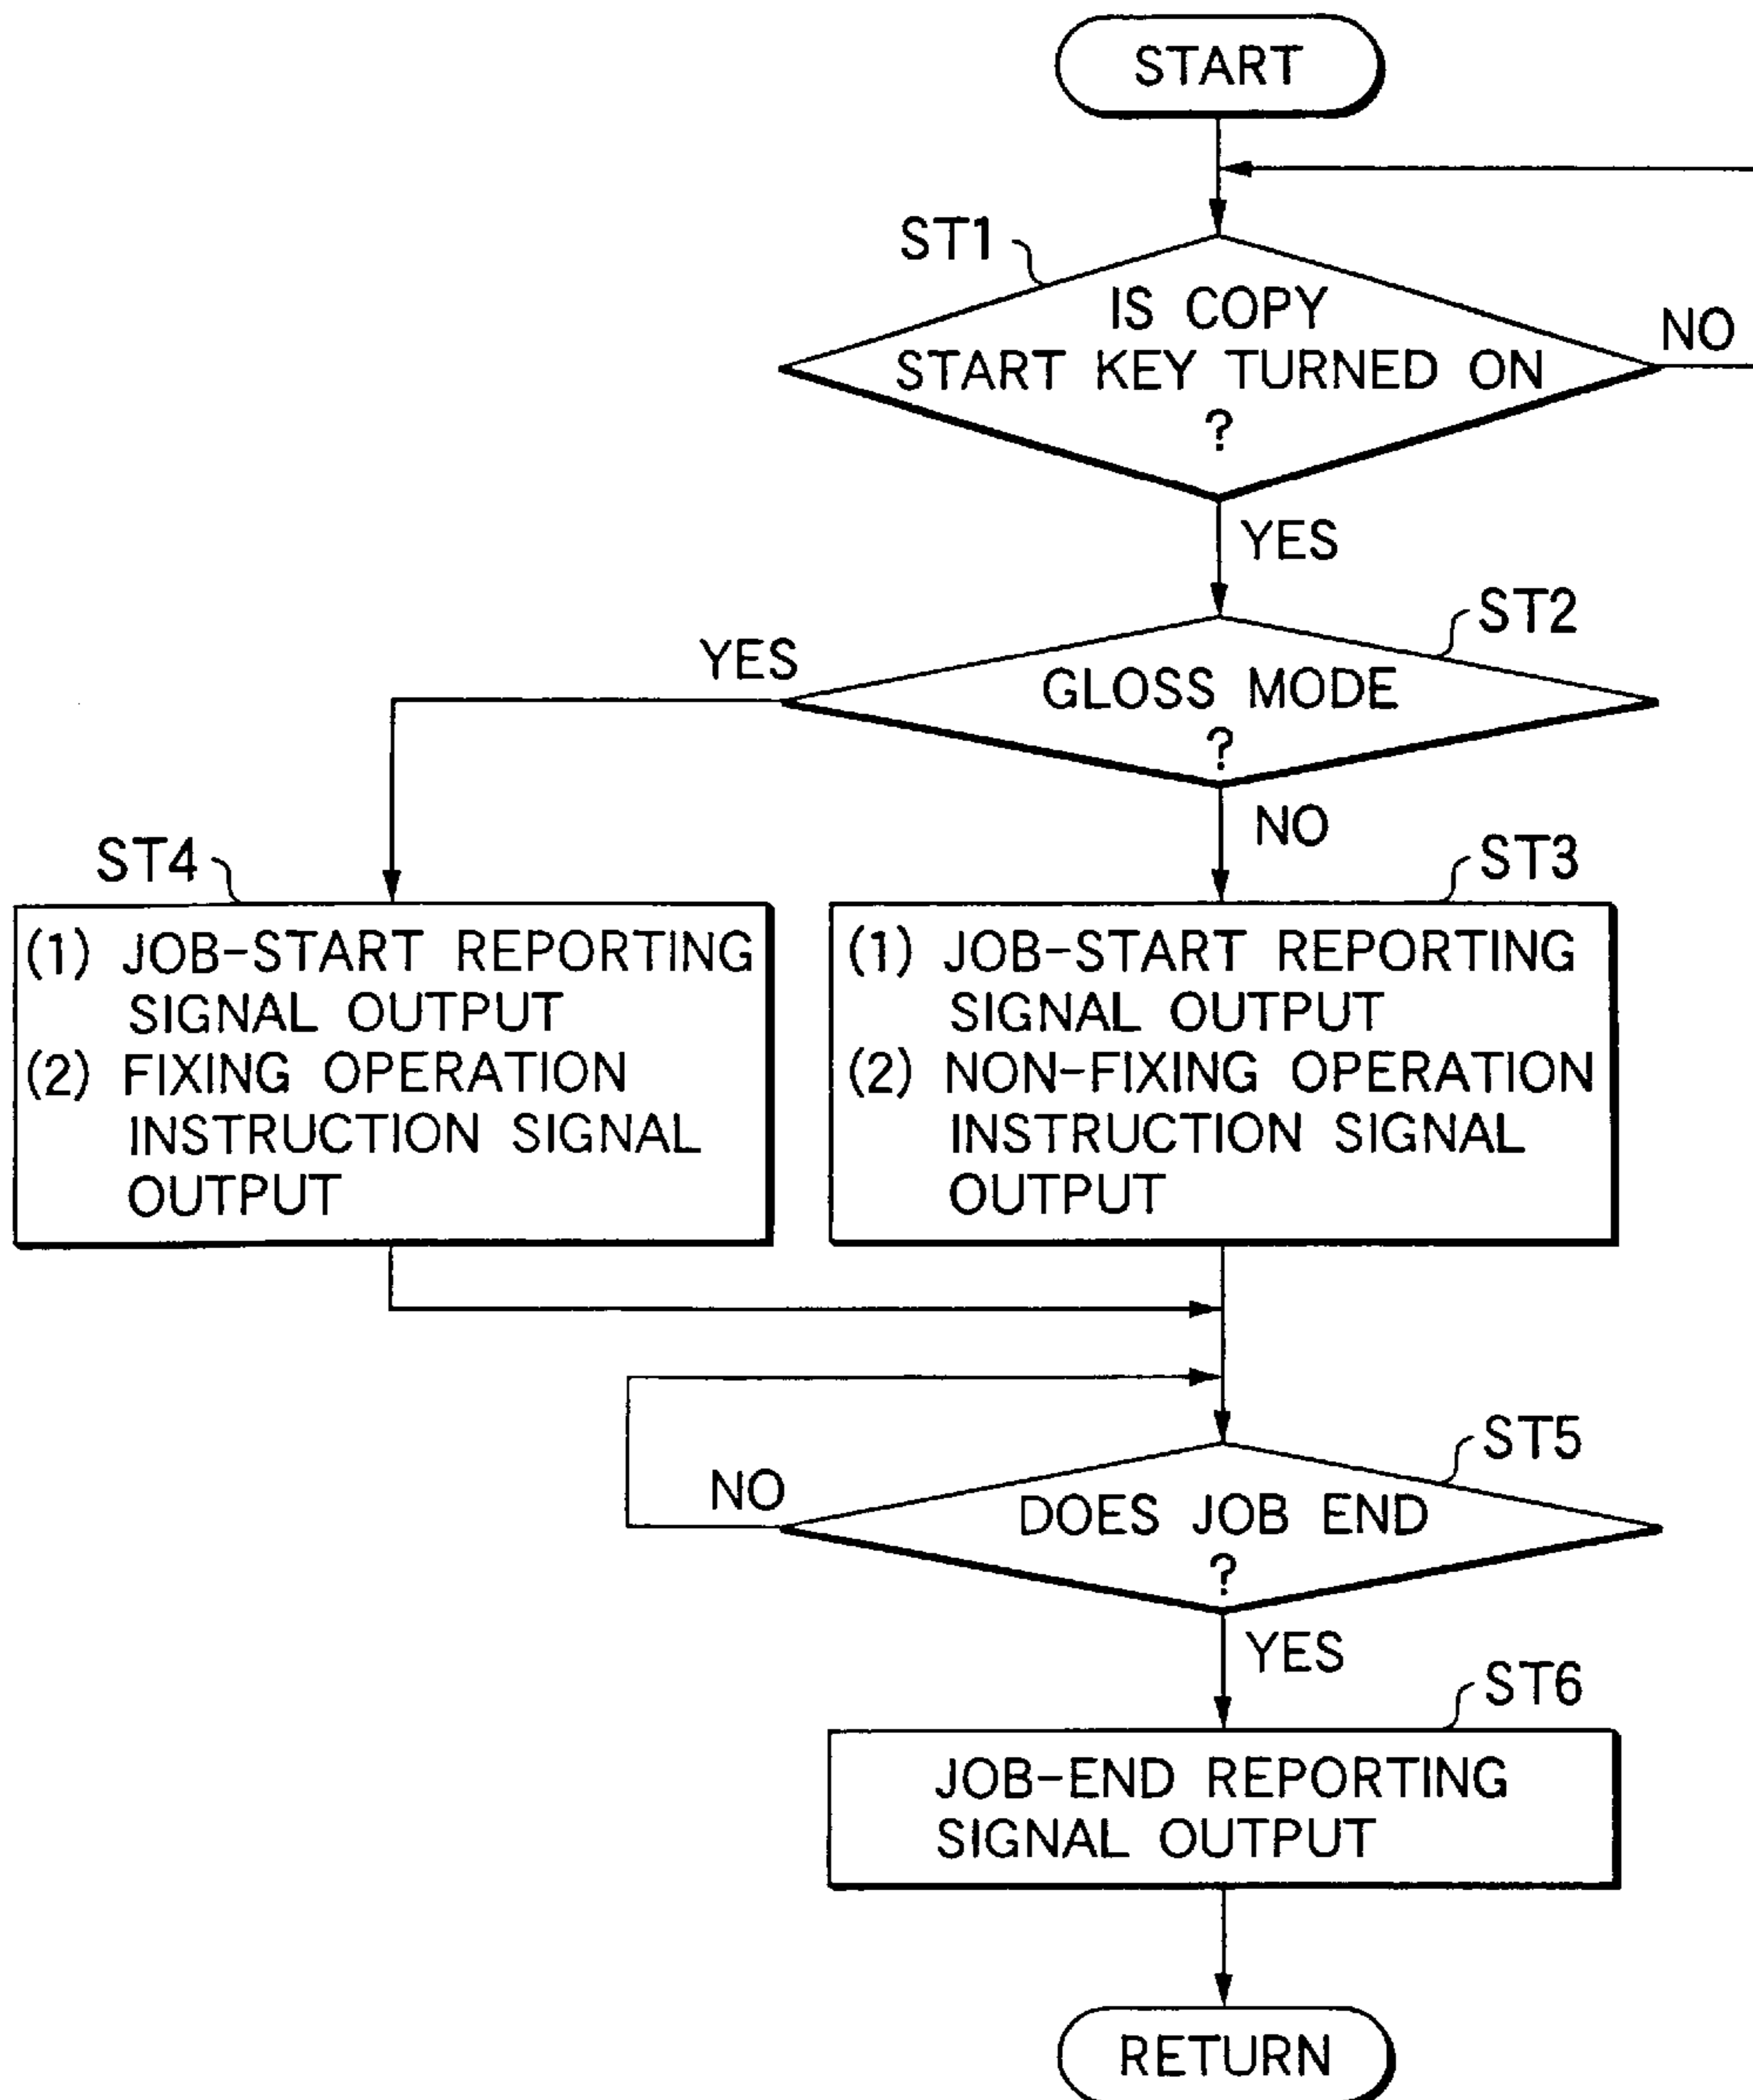 START
ST1
IS COPY
START KEY TURNED ON
?
NO
YES
ST2
YES
GLOSS MODE
?
NO
ST4
(1) JOB-START REPORTING
SIGNAL OUTPUT
(2) FIXING OPERATION
INSTRUCTION SIGNAL
OUTPUT
ST3
(1) JOB-START REPORTING
SIGNAL OUTPUT
(2) NON-FIXING OPERATION
INSTRUCTION SIGNAL
OUTPUT
ST5
NO
DOES JOB END
?
YES
ST6
JOB-END REPORTING
SIGNAL OUTPUT
RETURN